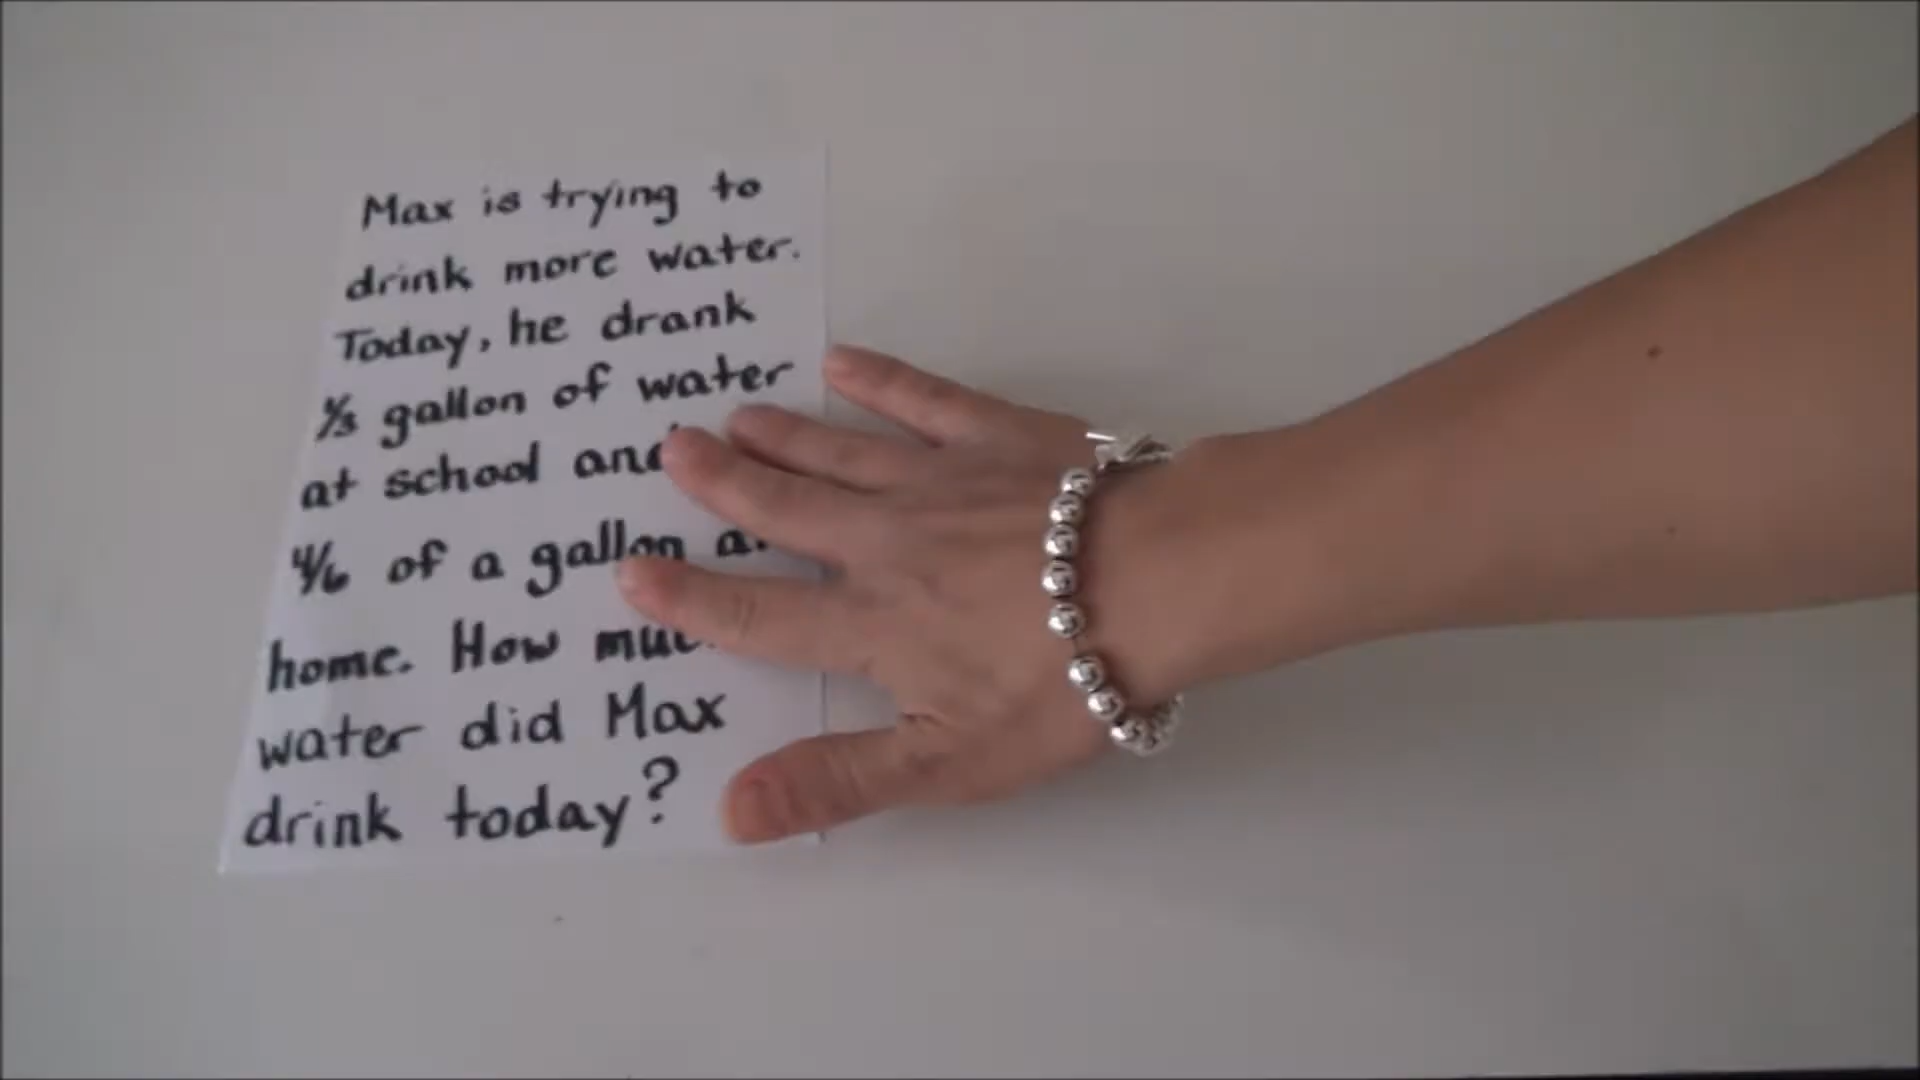 Max is trying to
drink more water.
Today, he drank
1/3 gallon of water
at school and
4/6 of a gallon
home. How much
water did Max
drink today?